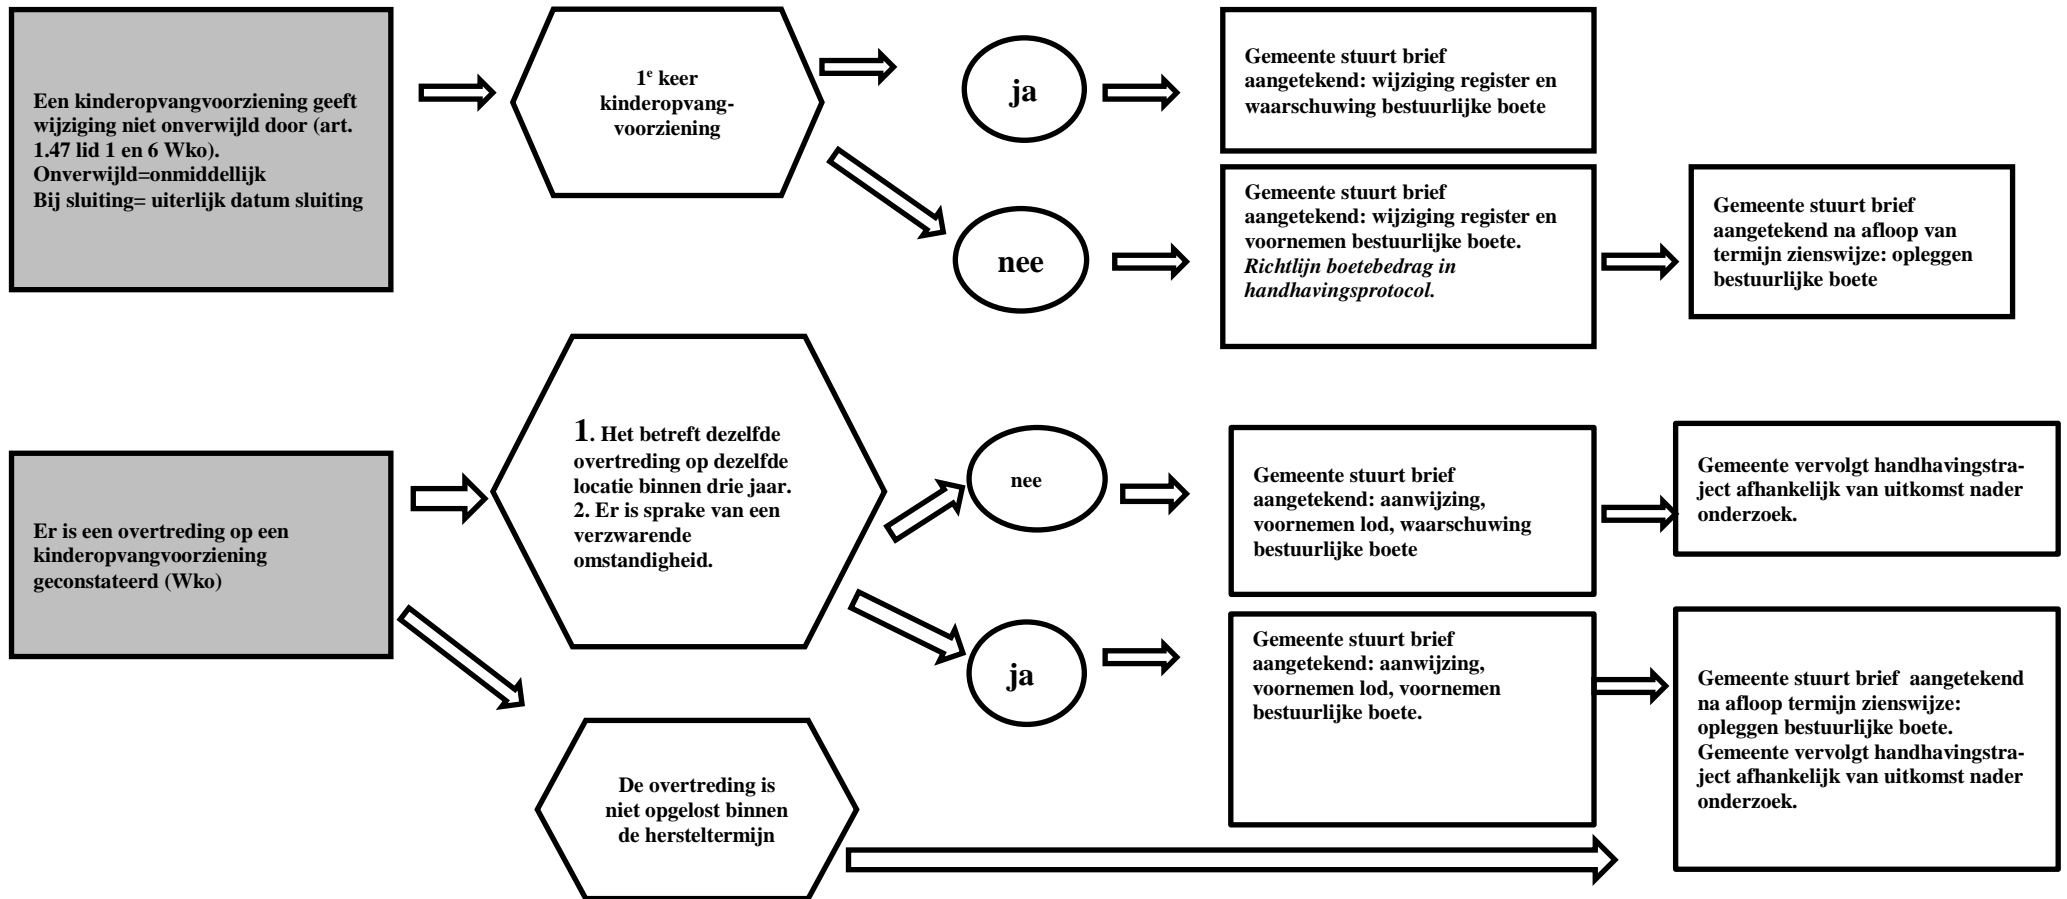 Een kinderopvangvoorziening geeft
wijziging niet onverwijld door (art.
1.47 lid 1 en 6 Wko).
Onverwijld=onmiddellijk
Bij sluiting= uiterlijk datum sluiting
1e keer
kinderopvang-
voorziening
ja
Gemeente stuurt brief
aangetekend: wijziging register en
waarschuwing bestuurlijke boete
nee
Gemeente stuurt brief
aangetekend: wijziging register en
voornemen bestuurlijke boete.
Richtlijn boetebedrag in
handhavingsprotocol.
Gemeente stuurt brief
aangetekend na afloop van
termijn zienswijze: opleggen
bestuurlijke boete
Er is een overtreding op een
kinderopvangvoorziening
geconstateerd (Wko)
1. Het betreft dezelfde
overtreding op dezelfde
locatie binnen drie jaar.
2. Er is sprake van een
verzwarende
omstandigheid.
nee
Gemeente stuurt brief
aangetekend: aanwijzing,
voornemen lod, waarschuwing
bestuurlijke boete
Gemeente vervolgt handhavingstra-
ject afhankelijk van uitkomst nader
onderzoek.
ja
Gemeente stuurt brief
aangetekend: aanwijzing,
voornemen lod, voornemen
bestuurlijke boete.
Gemeente stuurt brief  aangetekend
na afloop termijn zienswijze:
opleggen bestuurlijke boete.
Gemeente vervolgt handhavingstra-
ject afhankelijk van uitkomst nader
onderzoek.
De overtreding is
niet opgelost binnen
de hersteltermijn